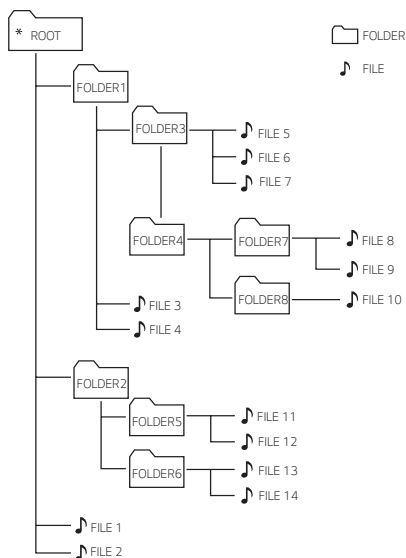 * ROOT
FOLDER
FILE
FOLDER1
FOLDER3
FILE 5
FILE 6
FILE 7
FOLDER4
FOLDER7
FILE 8
FILE 9
FOLDER8
FILE 10
FILE 3
FILE 4
FOLDER2
FOLDER5
FILE 11
FILE 12
FOLDER6
FILE 13
FILE 14
FILE 1
FILE 2